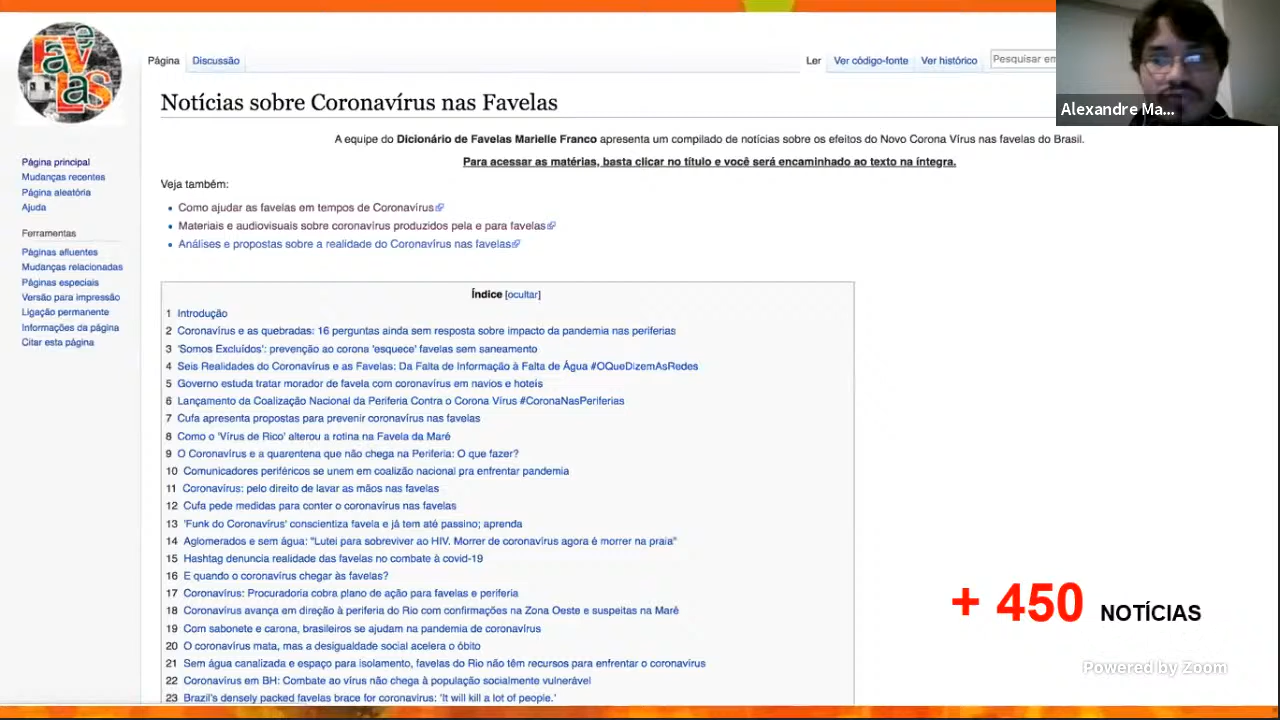 Favelas
Página Discussão
Ler Ver código-fonte Ver histórico Pesquisar em
Alexandre Ma...
Notícias sobre Coronavírus nas Favelas
A equipe do Dicionário de Favelas Marielle Franco apresenta um compilado de notícias sobre os efeitos do Novo Corona Vírus nas favelas do Brasil.
Para acessar as matérias, basta clicar no título e você será encaminhado ao texto na íntegra.
Página principal
Mudanças recentes
Página aleatória
Ajuda
Ferramentas
Páginas afluentes
Mudanças relacionadas
Páginas especiais
Versão para impressão
Ligação permanente
Informações da página
Citar esta página
Veja também:
Como ajudar as favelas em tempos de Coronavírus
Materiais e audiovisuais sobre coronavírus produzidos pela e para favelas
Análises e propostas sobre a realidade do Coronavírus nas favelas
Índice [ocultar]
1 Introdução
2 Coronavírus e as quebradas: 16 perguntas ainda sem resposta sobre impacto da pandemia nas periferias
3 'Somos Excluídos': prevenção ao corona 'esquece' favelas sem saneamento
4 Seis Realidades do Coronavírus e as Favelas: Da Falta de Informação à Falta de Água #OQueDizemAsRedes
5 Governo estuda tratar morador de favela com coronavírus em navios e hoteis
6 Lançamento da Coalização Nacional da Periferia Contra o Corona Vírus #CoronaNasPeriferias
7 Cufa apresenta propostas para prevenir coronavírus nas favelas
8 Como o 'Vírus de Rico' alterou a rotina na Favela da Maré
9 O Coronavírus e a quarentena que não chega na Periferia: O que fazer?
10 Comunicadores periféricos se unem em coalizão nacional pra enfrentar pandemia
11 Coronavírus: pelo direito de lavar as mãos nas favelas
12 Cufa pede medidas para conter o coronavírus nas favelas
13 'Funk do Coronavírus' conscientiza favela e já tem até passino; aprenda
14 Aglomerados e sem água: "Lutei para sobreviver ao HIV. Morrer de coronavírus agora é morrer na praia"
15 Hashtag denuncia realidade das favelas no combate à covid-19
16 E quando o coronavírus chegar às favelas?
17 Coronavírus: Procuradoria cobra plano de ação para favelas e periferia
18 Coronavírus avança em direção à periferia do Rio com confirmações na Zona Oeste e suspeitas na Maré
19 Com sabonete e carona, brasileiros se ajudam na pandemia de coronavírus
20 O coronavírus mata, mas a desigualdade social acelera o óbito
21 Sem água canalizada e espaço para isolamento, favelas do Rio não têm recursos para enfrentar o coronavírus
22 Coronavírus em BH: Combate ao vírus não chega à população socialmente vulnerável
23 Brazil's densely packed favelas brace for coronavirus: 'It will kill a lot of people.'
+ 450 NOTÍCIAS
Powered by Zoom